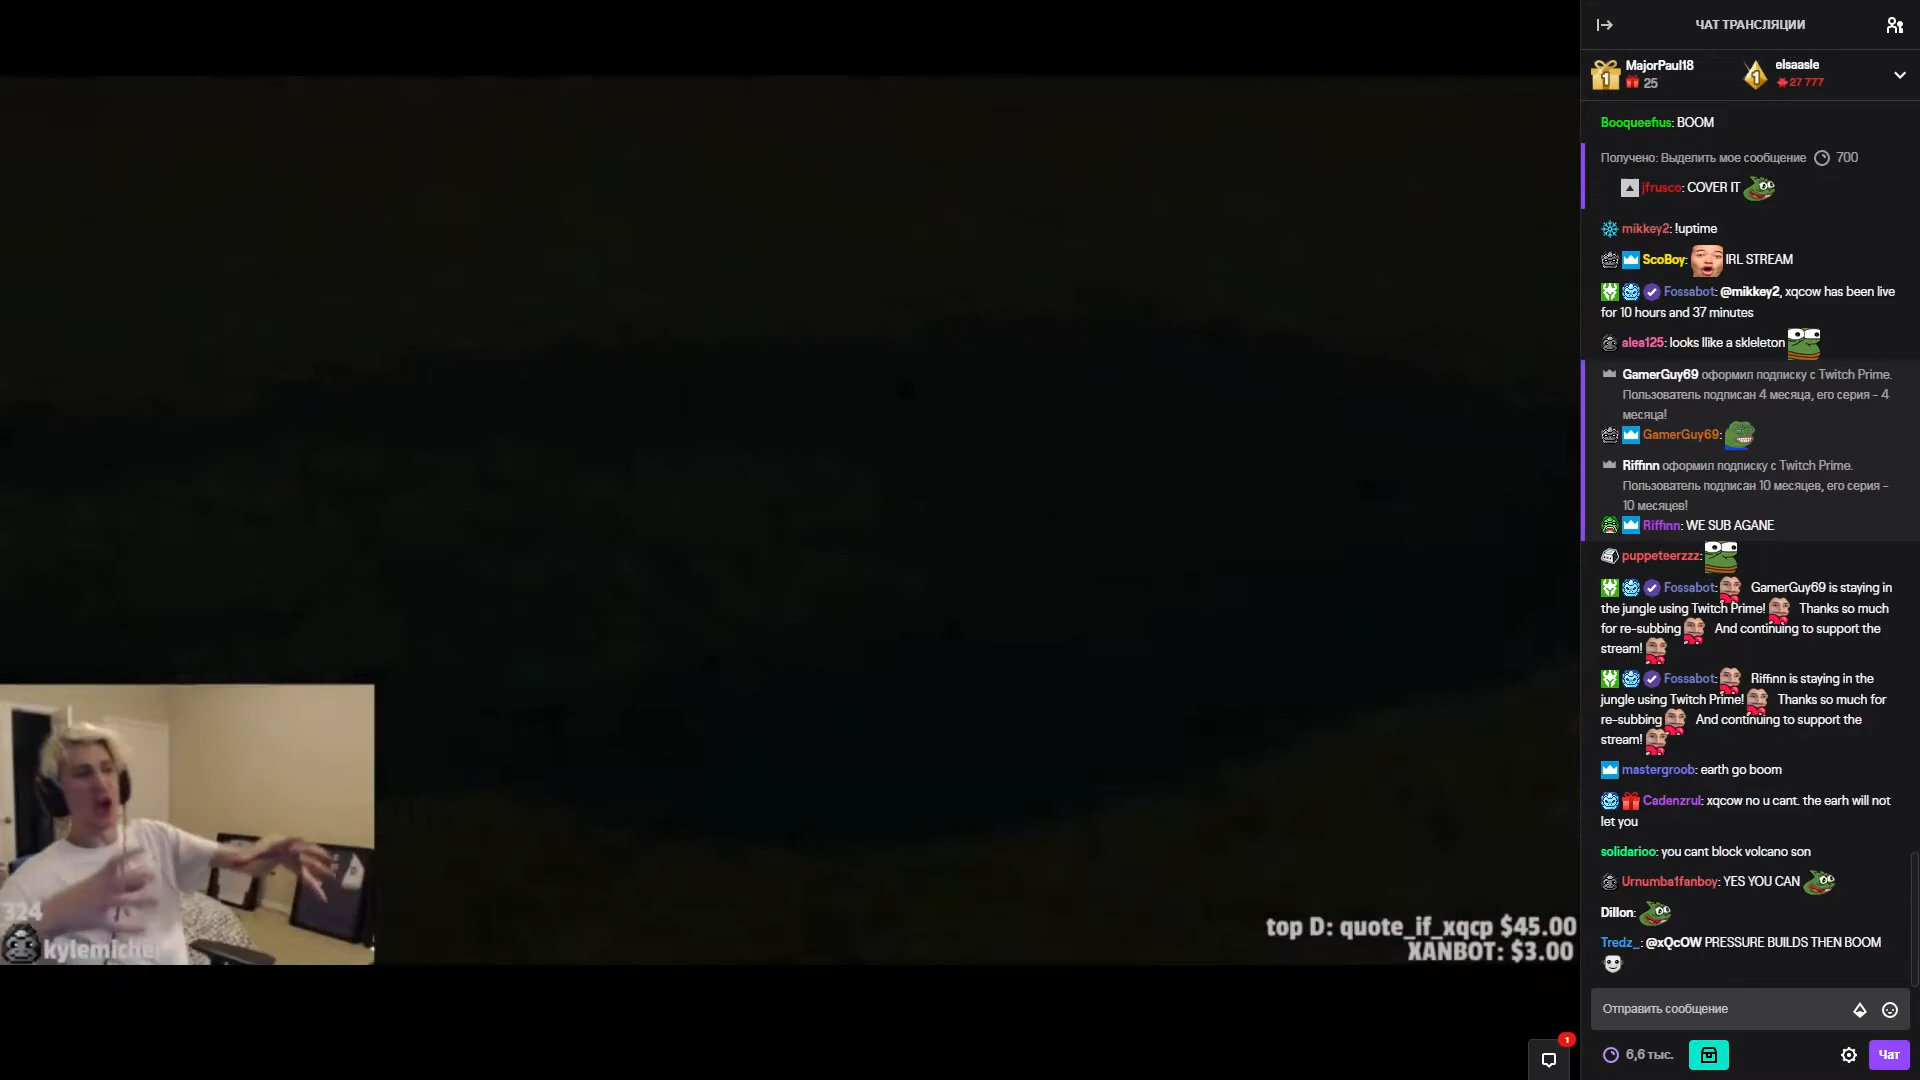 324
kylemichel
top D: quote_if_xqcp $45.00
XANBOT: $3.00
1
ЧАТ ТРАНСЛЯЦИИ
1 MajorPaul18
25
1 elsaasle
27 777
Booqueefius: BOOM
Получено: Выделить мое сообщение 700
jfrusco: COVER IT
mikkey2: !uptime
ScoBoy: IRL STREAM
Fossabot: @mikkey2, xqcow has been live
for 10 hours and 37 minutes
alea125: looks llike a skleleton
GamerGuy69 оформил подписку с Twitch Prime.
Пользователь подписан 4 месяца, его серия – 4
месяца!
GamerGuy69:
Riffinn оформил подписку с Twitch Prime.
Пользователь подписан 10 месяцев, его серия –
10 месяцев!
Riffinn: WE SUB AGANE
puppeteerzzz:
Fossabot: GamerGuy69 is staying in
the jungle using Twitch Prime! Thanks so much
for re-subbing And continuing to support the
stream!
Fossabot: Riffinn is staying in the
jungle using Twitch Prime! Thanks so much for
re-subbing And continuing to support the
stream!
mastergroob: earth go boom
Cadenzrul: xqcow no u cant. the earh will not
let you
solidarioo: you cant block volcano son
Urnumba1fanboy: YES YOU CAN
Dillon:
Tredz_: @xQcOW PRESSURE BUILDS THEN BOOM
Отправить сообщение
6,6 тыс.
Чат